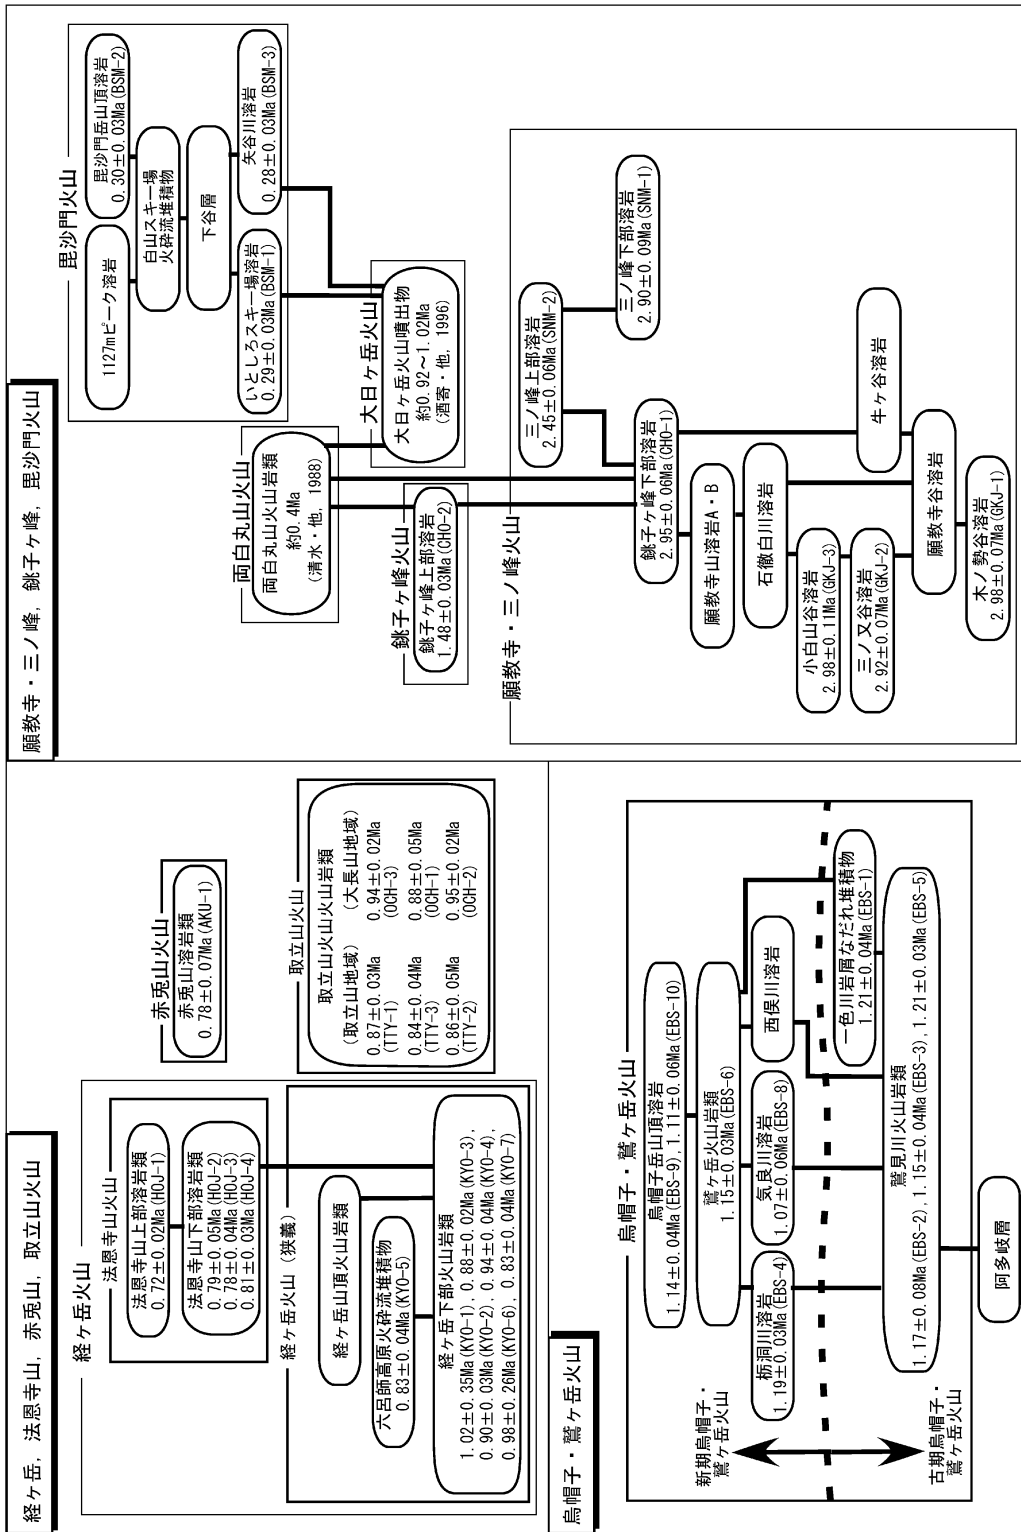 経ヶ岳, 法恩寺山, 赤兎山, 取立山火山
経ヶ岳火山
法恩寺山火山
法恩寺山上部溶岩類
0.72±0.02Ma(HOJ-1)
法恩寺山下部溶岩類
0.79±0.05Ma(HOJ-2)
0.78±0.04Ma(HOJ-3)
0.81±0.03Ma(HOJ-4)
経ヶ岳火山(狭義)
経ヶ岳山頂火山岩類
六呂師高原火砕流堆積物
0.83±0.04Ma(KYO-5)
経ヶ岳下部火山岩類
1.02±0.35Ma(KYO-1), 0.88±0.02Ma(KYO-3),
0.90±0.03Ma(KYO-2), 0.94±0.04Ma(KYO-4),
0.98±0.26Ma(KYO-6), 0.83±0.04Ma(KYO-7)
赤兎山火山
赤兎山溶岩類
0.78±0.07Ma(AKU-1)
取立山火山
取立山火山火山岩類
(取立山地域) (大長山地域)
0.87±0.03Ma 0.94±0.02Ma
(TTY-1) (OCH-3)
0.84±0.04Ma 0.88±0.05Ma
(TTY-3) (OCH-1)
0.86±0.05Ma 0.95±0.02Ma
(TTY-2) (OCH-2)
烏帽子・鷲ヶ岳火山
烏帽子・鷲ヶ岳火山
烏帽子岳山頂溶岩
1.14±0.04Ma(EBS-9), 1.11±0.06Ma(EBS-10)
鷲ヶ岳火山岩類
1.15±0.03Ma(EBS-6)
栃洞川溶岩
1.19±0.03Ma(EBS-4)
気良川溶岩
1.07±0.06Ma(EBS-8)
西俣川溶岩
一色川岩屑なだれ堆積物
1.21±0.04Ma(EBS-1)
鷲見川火山岩類
1.17±0.08Ma(EBS-2), 1.15±0.04Ma(EBS-3), 1.21±0.03Ma(EBS-5)
阿多岐層
新期烏帽子・
鷲ヶ岳火山
古期烏帽子・
鷲ヶ岳火山
願教寺・三ノ峰, 銚子ヶ峰, 毘沙門火山
毘沙門火山
1127mピーク溶岩
毘沙門岳山頂溶岩
0.30±0.03Ma(BSM-2)
白山スキー場
火砕流堆積物
下谷層
いとしろスキー場溶岩
0.29±0.03Ma(BSM-1)
矢谷川溶岩
0.28±0.03Ma(BSM-3)
両白丸山火山
両白丸山火山岩類
約0.4Ma
(清水・他, 1988)
大日ヶ岳火山
大日ヶ岳火山噴出物
約0.92～1.02Ma
(酒寄・他, 1996)
銚子ヶ峰火山
銚子ヶ峰上部溶岩
1.48±0.03Ma(CHO-2)
願教寺・三ノ峰火山
三ノ峰上部溶岩
2.45±0.06Ma(SNM-2)
三ノ峰下部溶岩
2.90±0.09Ma(SNM-1)
銚子ヶ峰下部溶岩
2.95±0.06Ma(CHO-1)
願教寺山溶岩A・B
石徹白川溶岩
小白山谷溶岩
2.98±0.11Ma(GKJ-3)
三ノ又谷溶岩
2.92±0.07Ma(GKJ-2)
牛ヶ谷溶岩
願教寺谷溶岩
木ノ勢谷溶岩
2.98±0.07Ma(GKJ-1)